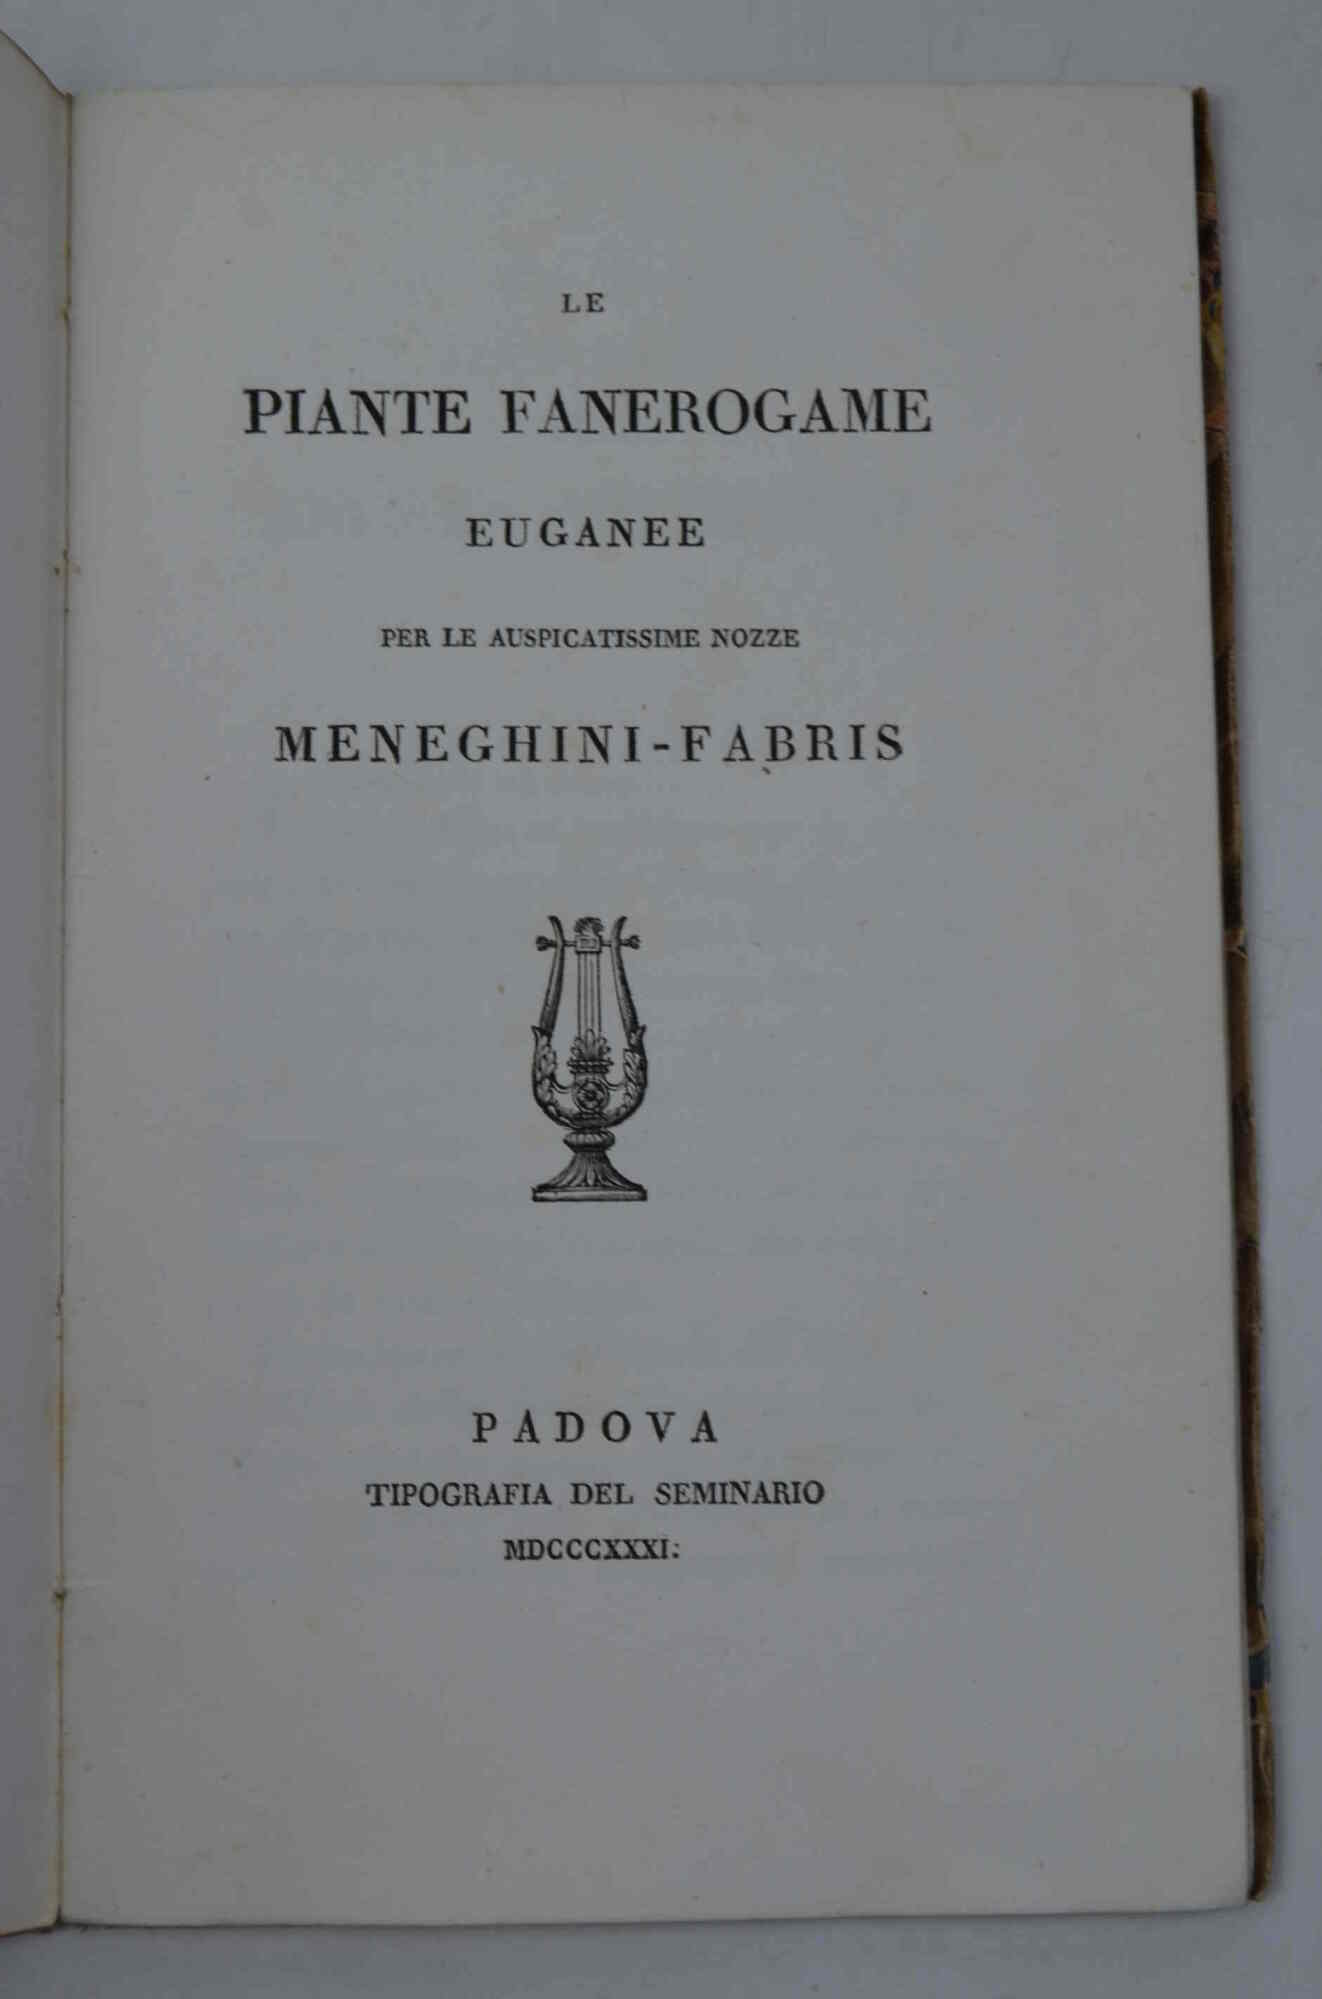 LE
PIANTE FANEROGAME
EUGANEE
PER LE AUSPICATISSIME NOZZE
MENEGHINI-FABRIS
PADOVA
TIPOGRAFIA DEL SEMINARIO
MDCCCXXXI: